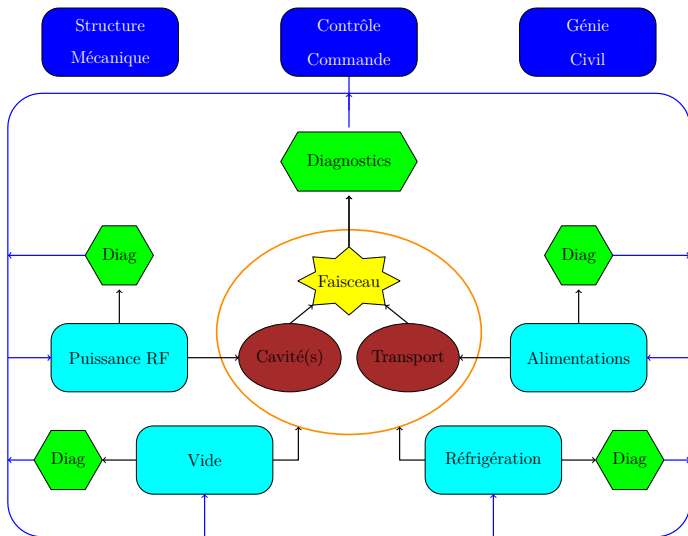 Structure
Mécanique
Contrôle
Commande
Génie
Civil
Diagnostics
Diag
Diag
Faisceau
Puissance RF
Cavité(s)
Transport
Alimentations
Diag
Vide
Réfrigération
Diag